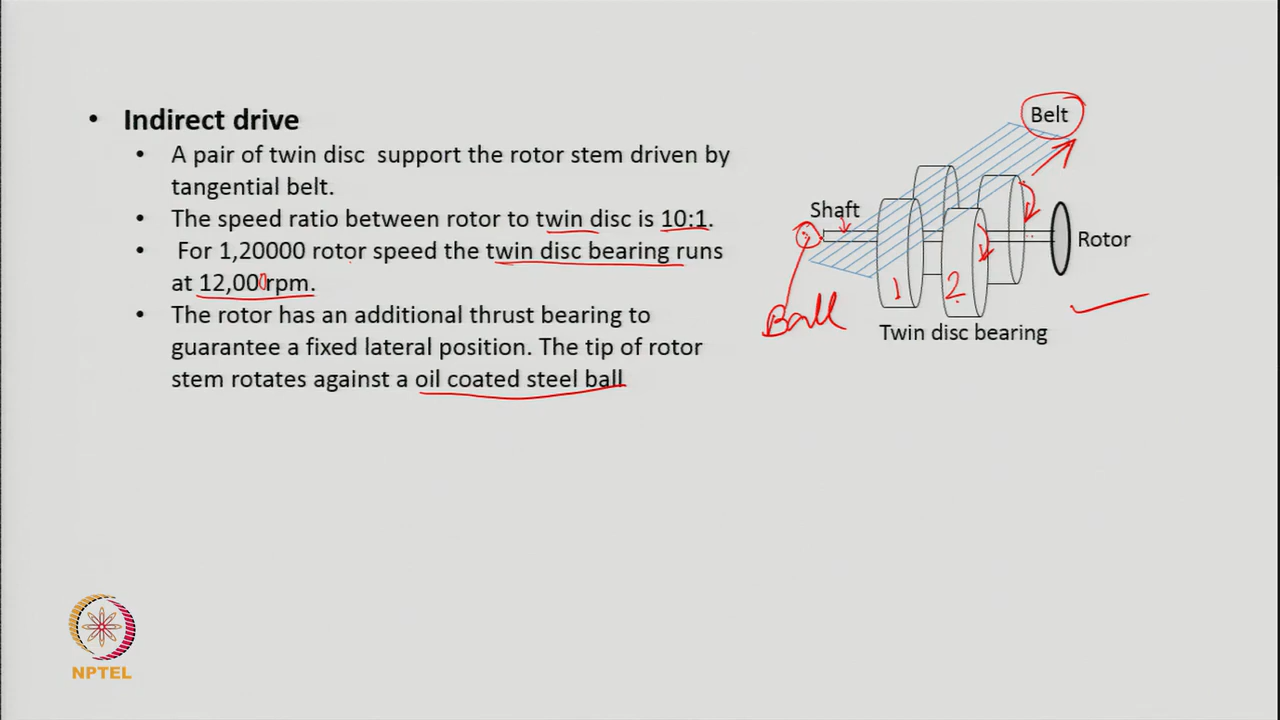 Indirect drive
A pair of twin disc support the rotor stem driven by
tangential belt.
The speed ratio between rotor to twin disc is 10:1.
For 1,20000 rotor speed the twin disc bearing runs
at 12,000rpm.
The rotor has an additional thrust bearing to
guarantee a fixed lateral position. The tip of rotor
stem rotates against a oil coated steel ball
Belt
Shaft
Rotor
1
2
Ball
Twin disc bearing
NPTEL